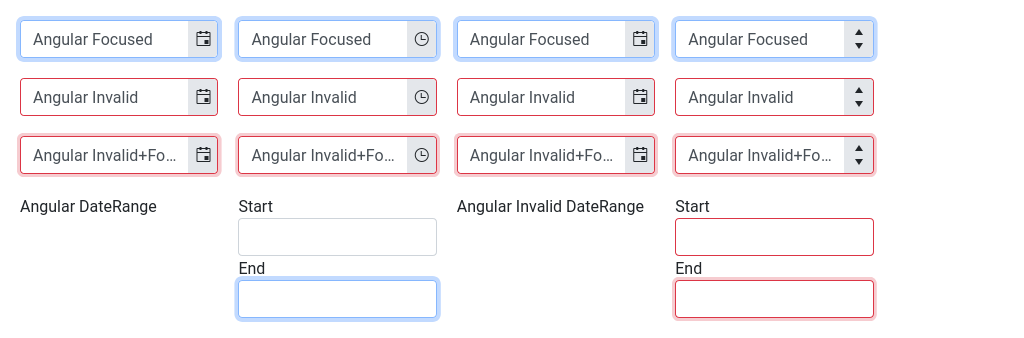 Angular Focused
Angular Focused
Angular Focused
Angular Focused
Angular Invalid
Angular Invalid
Angular Invalid
Angular Invalid
Angular Invalid+Fo...
Angular Invalid+Fo...
Angular Invalid+Fo...
Angular Invalid+Fo...
Angular DateRange
Start
End
Angular Invalid DateRange
Start
End